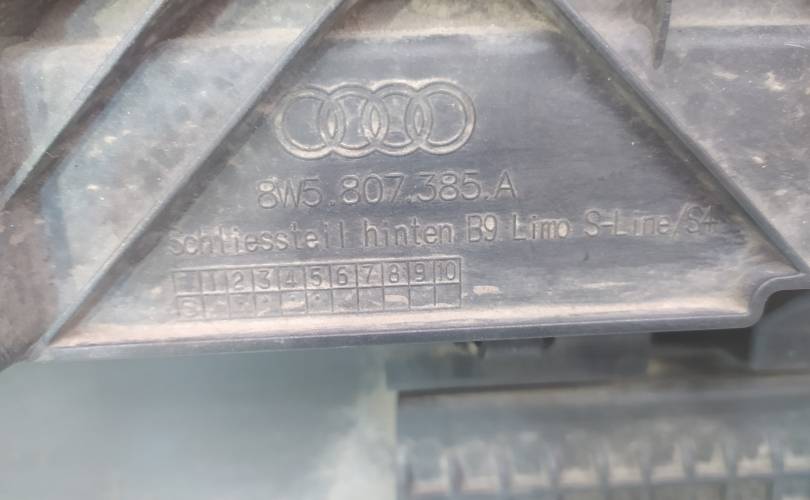 8W5.807.385.A
Schliessteil hinten B9 Limo S-Line/S4
1 2 3 4 5 6 7 8 9 10